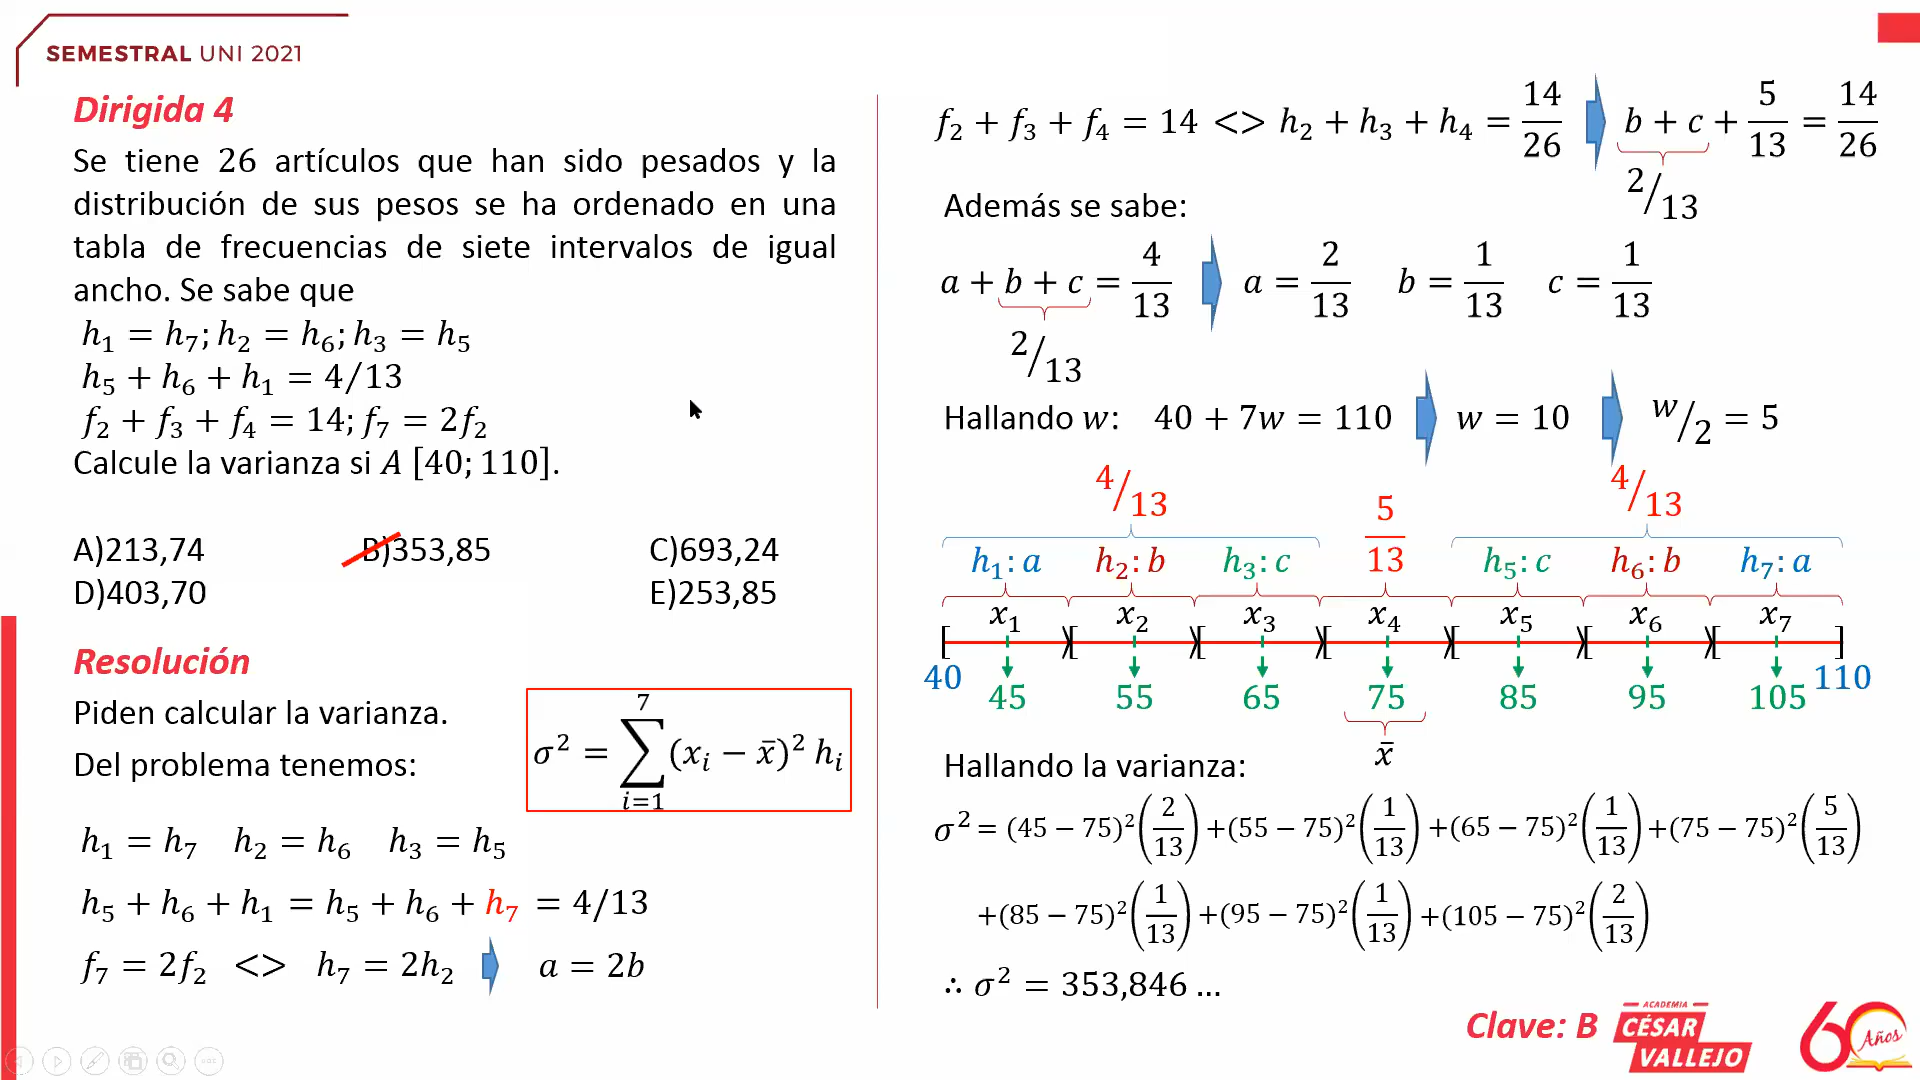 SEMESTRAL UNI 2021
Dirigida 4
Se tiene 26 artículos que han sido pesados y la
distribución de sus pesos se ha ordenado en una
tabla de frecuencias de siete intervalos de igual
ancho. Se sabe que
h₁ = h₇; h₂ = h₆; h₃ = h₅
h₅ + h₆ + h₁ = 4/13
f₂ + f₃ + f₄ = 14; f₇ = 2f₂
Calcule la varianza si A [40; 110].
A)213,74 B)353,85 C)693,24
D)403,70 E)253,85
Resolución
Piden calcular la varianza.
Del problema tenemos:
σ² = ∑_{i=1}^{7} (xᵢ − x̄)² hᵢ
h₁ = h₇ h₂ = h₆ h₃ = h₅
h₅ + h₆ + h₁ = h₅ + h₆ + h₇ = 4/13
f₇ = 2f₂ <> h₇ = 2h₂ a = 2b
f₂ + f₃ + f₄ = 14 <> h₂ + h₃ + h₄ = 14/26 b + c + 5/13 = 14/26
2/13
Además se sabe:
a + b + c = 4/13 a = 2/13 b = 1/13 c = 1/13
2/13
Hallando w: 40 + 7w = 110 w = 10 w/2 = 5
4/13 5/13 4/13
h₁: a h₂: b h₃: c h₅: c h₆: b h₇: a
x₁ x₂ x₃ x₄ x₅ x₆ x₇
40 45 55 65 75 85 95 105 110
x̄
Hallando la varianza:
σ² = (45 − 75)²(2/13) +(55 − 75)²(1/13) +(65 − 75)²(1/13) +(75 − 75)²(5/13)
+(85 − 75)²(1/13) +(95 − 75)²(1/13) +(105 − 75)²(2/13)
∴ σ² = 353,846 ...
Clave: B
ACADEMIA
CÉSAR
VALLEJO
60 Años